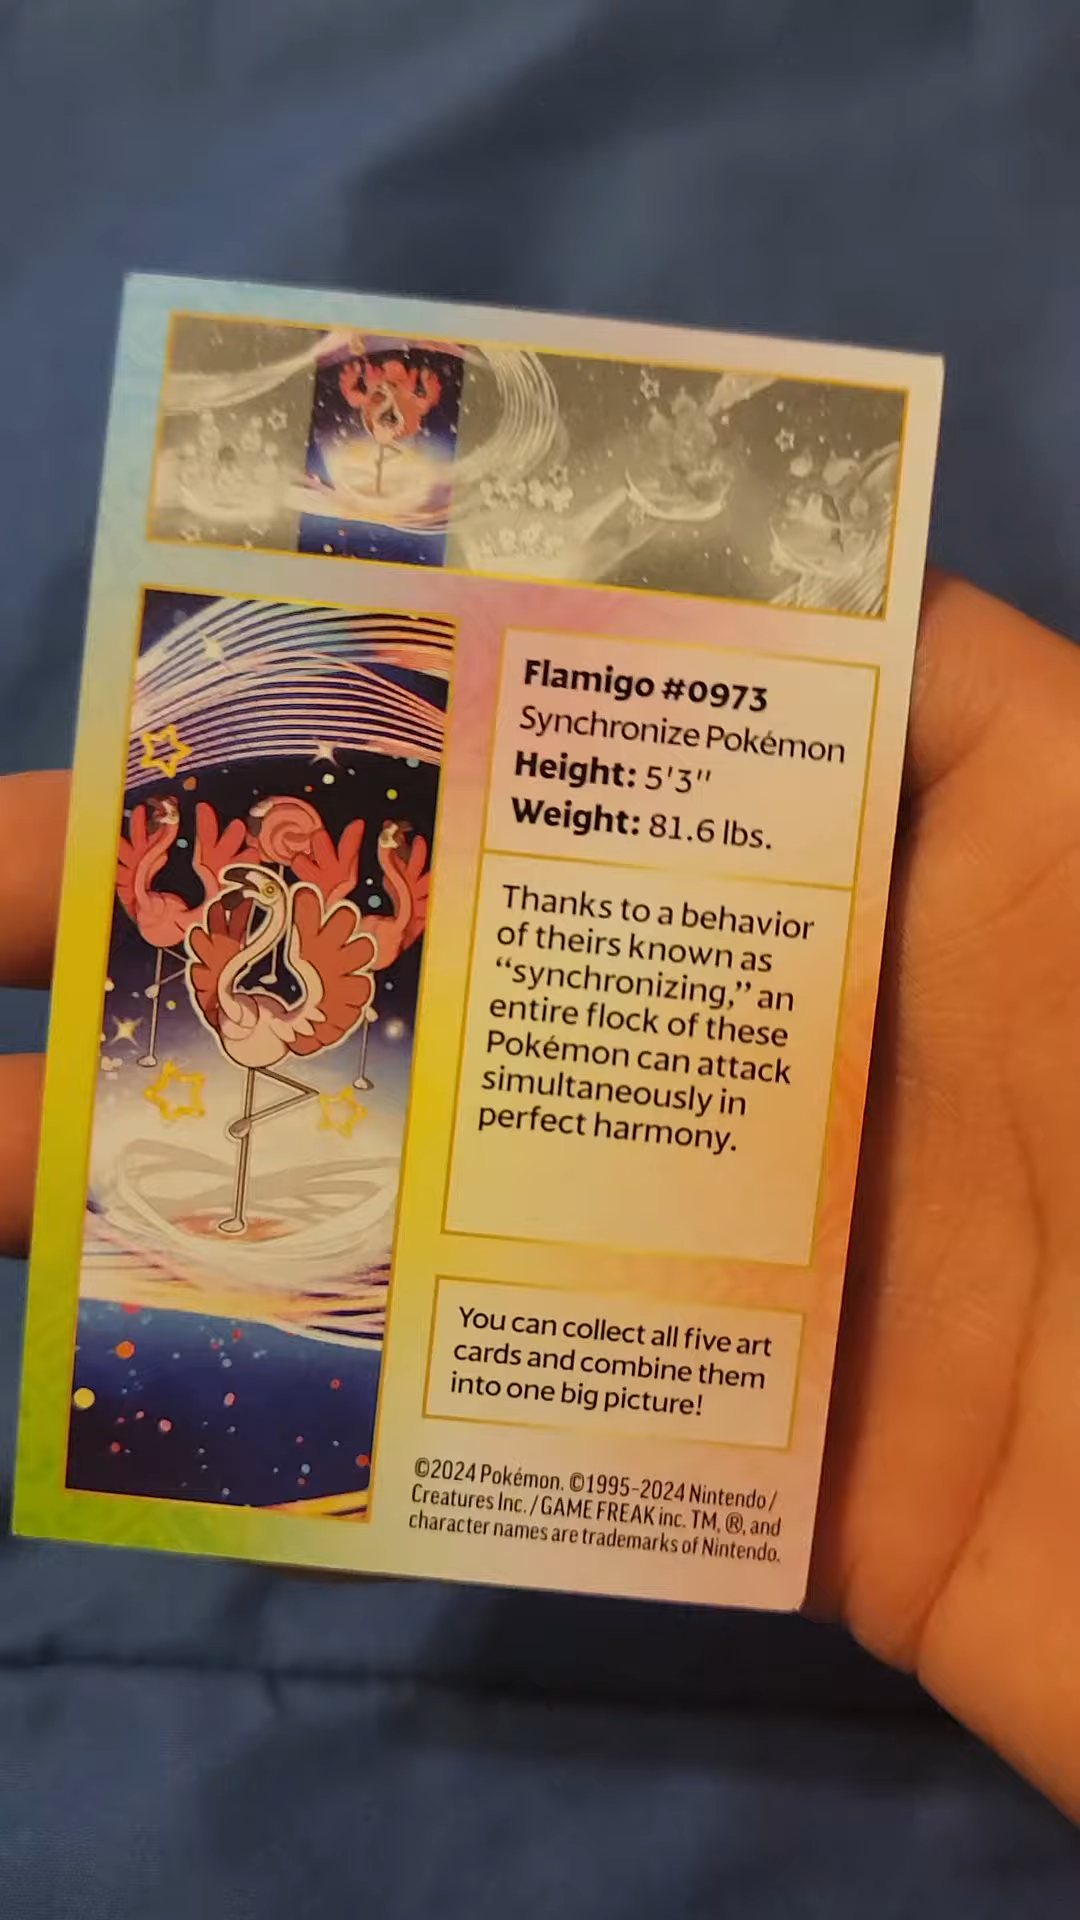 Flamigo #0973
Synchronize Pokémon
Height: 5'3"
Weight: 81.6 lbs.
Thanks to a behavior
of theirs known as
“synchronizing,” an
entire flock of these
Pokémon can attack
simultaneously in
perfect harmony.
You can collect all five art
cards and combine them
into one big picture!
©2024 Pokémon. ©1995–2024 Nintendo/
Creatures Inc. / GAME FREAK inc. TM, ®, and
character names are trademarks of Nintendo.